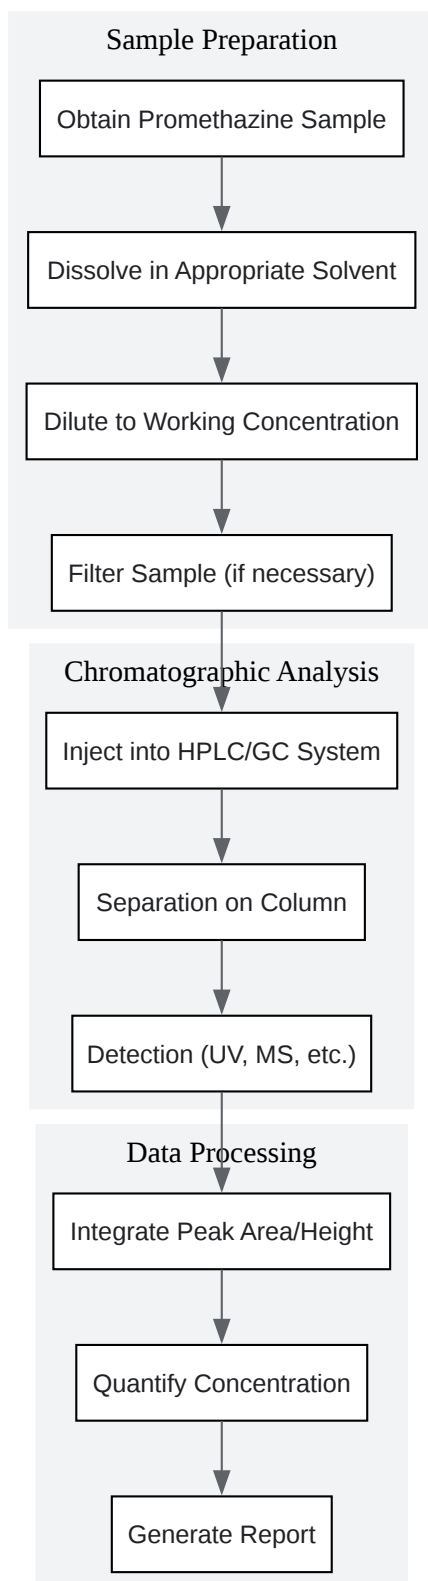 Sample Preparation
Obtain Promethazine Sample
Dissolve in Appropriate Solvent
Dilute to Working Concentration
Filter Sample (if necessary)
Chromatographic Analysis
Inject into HPLC/GC System
Separation on Column
Detection (UV, MS, etc.)
Data Processing
Integrate Peak Area/Height
Quantify Concentration
Generate Report